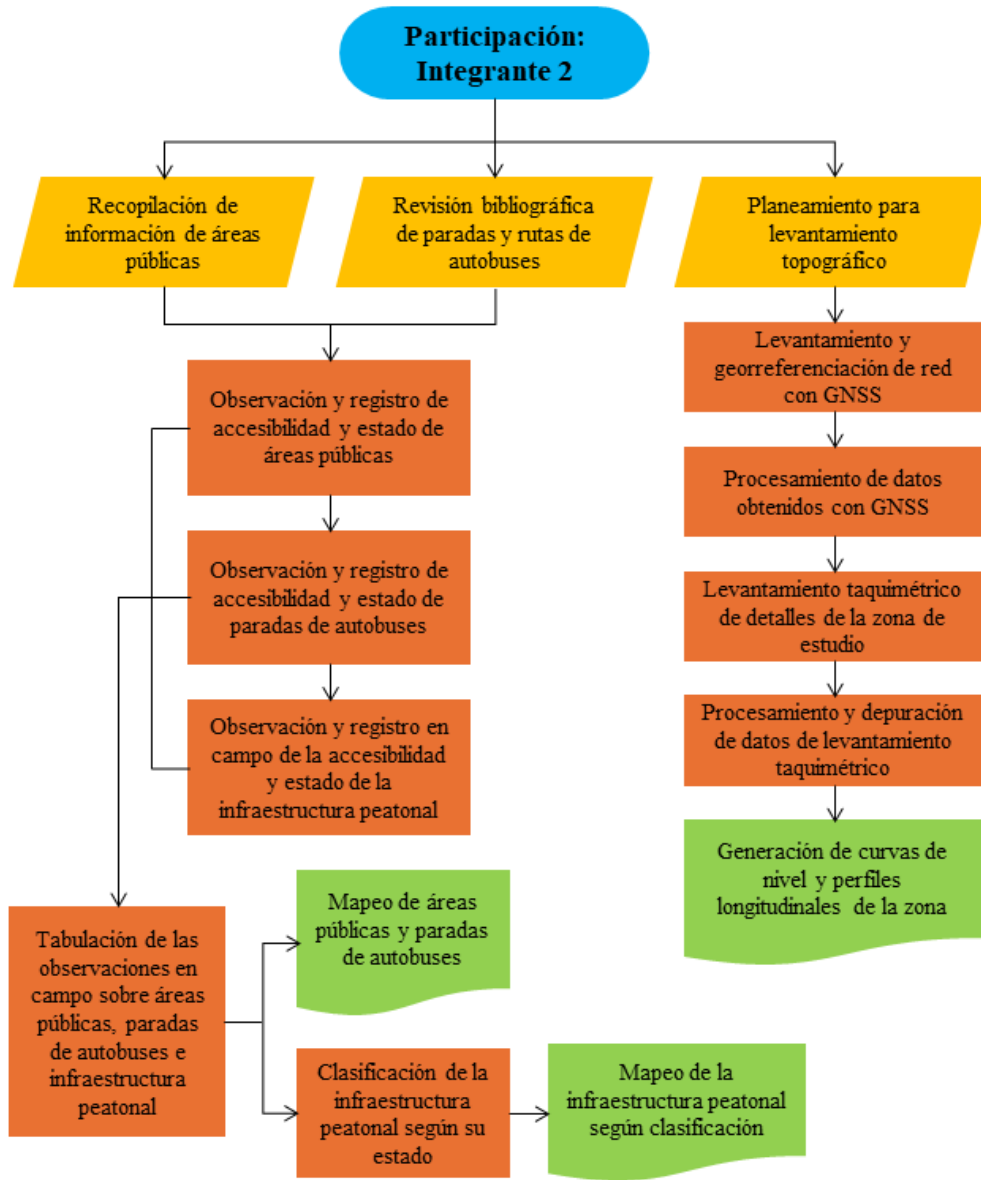 Participación:
Integrante 2
Recopilación de
información de áreas
públicas
Revisión bibliográfica
de paradas y rutas de
autobuses
Planeamiento para
levantamiento
topográfico
Observación y registro de
accesibilidad y estado de
áreas públicas
Observación y registro de
accesibilidad y estado de
paradas de autobuses
Observación y registro en
campo de la accesibilidad
y estado de la
infraestructura peatonal
Levantamiento y
georreferenciación de red
con GNSS
Procesamiento de datos
obtenidos con GNSS
Levantamiento taquimétrico
de detalles de la zona de
estudio
Procesamiento y depuración
de datos de levantamiento
taquimétrico
Generación de curvas de
nivel y perfiles
longitudinales de la zona
Tabulación de las
observaciones en
campo sobre áreas
públicas, paradas
de autobuses e
infraestructura
peatonal
Mapeo de áreas
públicas y paradas
de autobuses
Clasificación de la
infraestructura
peatonal según su
estado
Mapeo de la
infraestructura peatonal
según clasificación